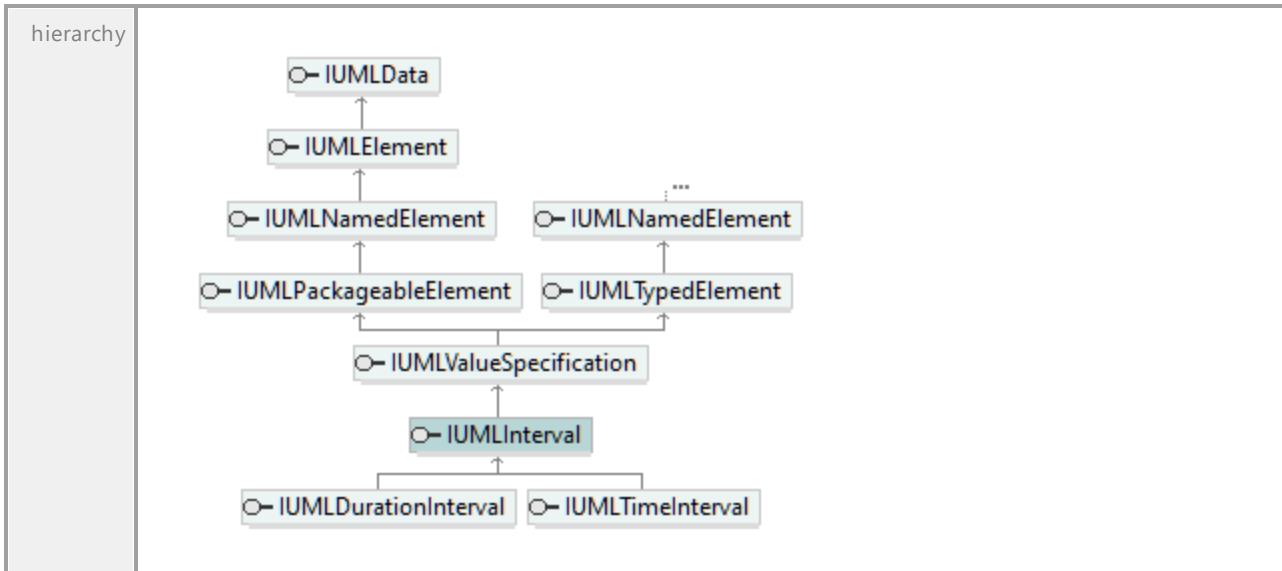 hierarchy
IUMLData
IUMLElement
...
IUMLNamedElement IUMLNamedElement
IUMLPackageableElement IUMLTypedElement
IUMLValueSpecification
IUMLInterval
IUMLDurationInterval IUMLTimeInterval